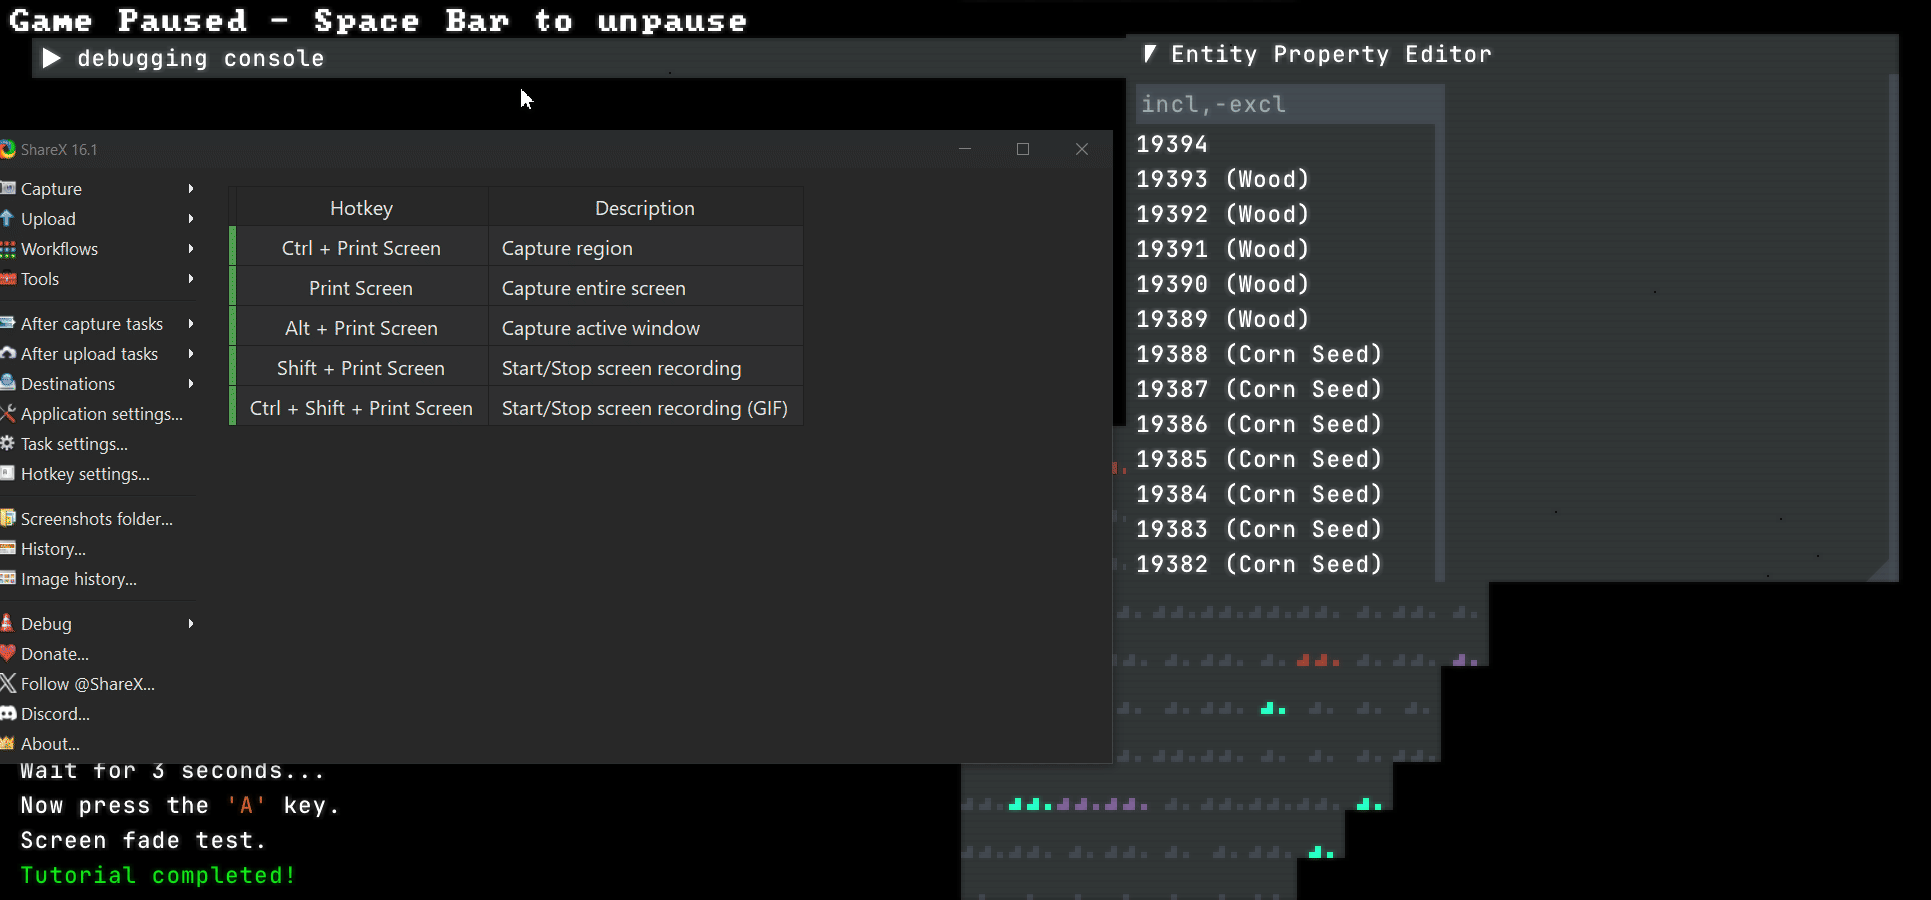 Game Paused - Space Bar to unpause
debugging console
Entity Property Editor
incl,-excl
19394
19393 (Wood)
19392 (Wood)
19391 (Wood)
19390 (Wood)
19389 (Wood)
19388 (Corn Seed)
19387 (Corn Seed)
19386 (Corn Seed)
19385 (Corn Seed)
19384 (Corn Seed)
19383 (Corn Seed)
19382 (Corn Seed)
ShareX 16.1
Capture
Upload
Workflows
Tools
After capture tasks
After upload tasks
Destinations
Application settings...
Task settings...
Hotkey settings...
Screenshots folder...
History...
Image history...
Debug
Donate...
Follow @ShareX...
Discord...
About...
Hotkey Description
Ctrl + Print Screen Capture region
Print Screen Capture entire screen
Alt + Print Screen Capture active window
Shift + Print Screen Start/Stop screen recording
Ctrl + Shift + Print Screen Start/Stop screen recording (GIF)
Wait for 3 seconds...
Now press the 'A' key.
Screen fade test.
Tutorial completed!